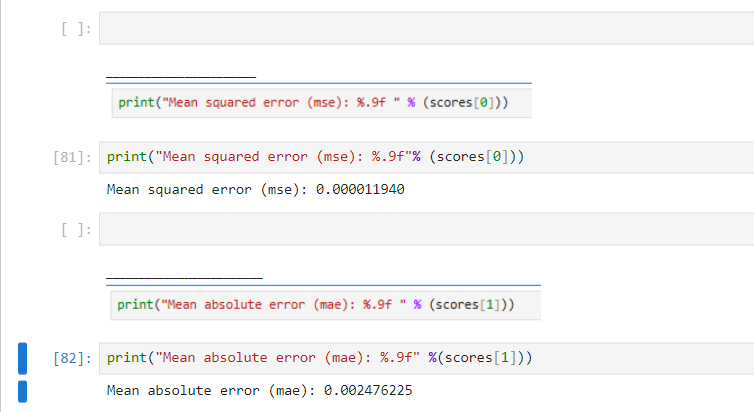 [ ]:
print("Mean squared error (mse): %.9f " % (scores[0]))
[81]: print("Mean squared error (mse): %.9f"% (scores[0]))
Mean squared error (mse): 0.000011940
[ ]:
print("Mean absolute error (mae): %.9f " % (scores[1]))
[82]: print("Mean absolute error (mae): %.9f" %(scores[1]))
Mean absolute error (mae): 0.002476225